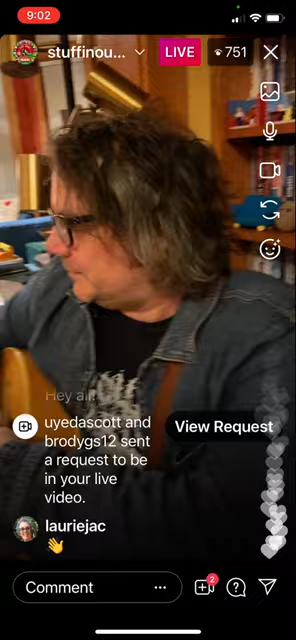 9:02
stuffinou...
LIVE
751
Hey all!
uyedascott and
brodygs12 sent
a request to be
in your live
video.
View Request
lauriejac
Comment
2